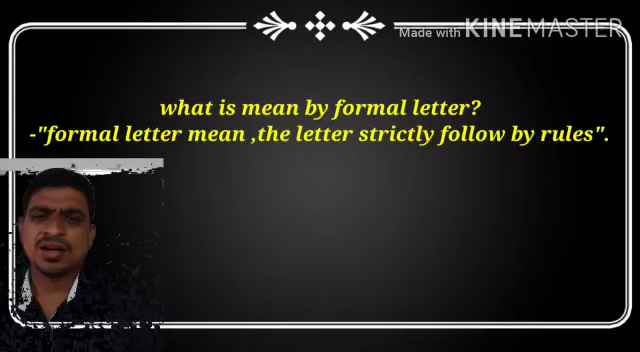 Made with KINEMASTER
what is mean by formal letter?
-"formal letter mean ,the letter strictly follow by rules".